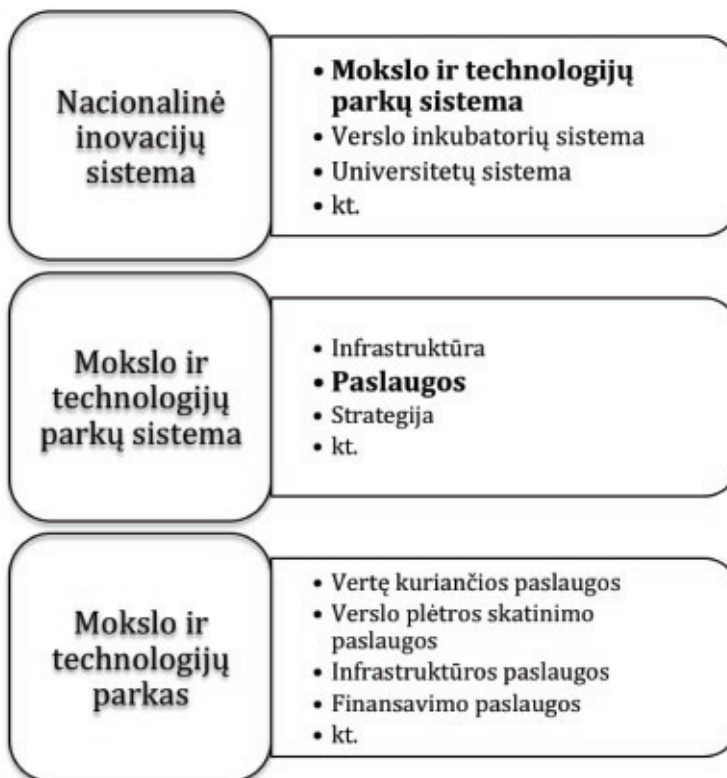 Nacionalinė
inovacijų
sistema
• Mokslo ir technologijų
parkų sistema
• Verslo inkubatorių sistema
• Universitetų sistema
• kt.
Mokslo ir
technologijų
parkų sistema
• Infrastruktūra
• Paslaugos
• Strategija
• kt.
Mokslo ir
technologijų
parkas
• Vertę kuriančios paslaugos
• Verslo plėtros skatinimo
paslaugos
• Infrastruktūros paslaugos
• Finansavimo paslaugos
• kt.